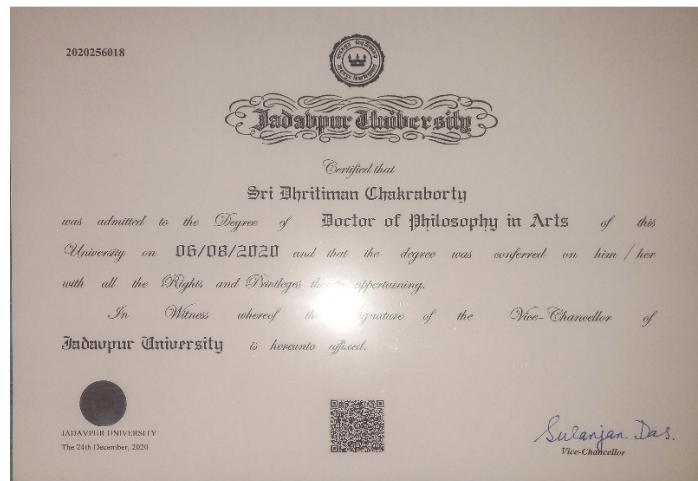 2020256018
Jadavpur University
Certified that
Sri Dhritiman Chakraborty
was admitted to the Degree of Doctor of Philosophy in Arts of this
University on 06/08/2020 and that the degree was conferred on him / her
with all the Rights and Privileges appertaining.
In Witness whereof the Signature of the Vice-Chancellor of
Jadavpur University is hereunto affixed.
JADAVPUR UNIVERSITY
The 24th December, 2020
Suranjan Das.
Vice-Chancellor